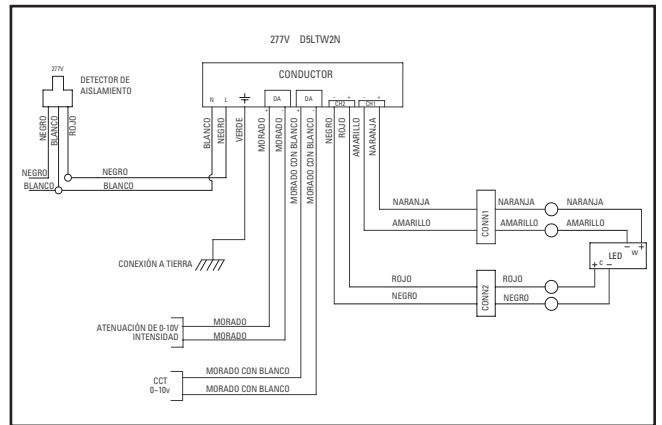 277V D5LTW2N
277V
DETECTOR DE
AISLAMIENTO
CONDUCTOR
N L DA DA - + - +
CH2 CH1
+ - + -
NEGRO
BLANCO
ROJO
BLANCO
NEGRO
VERDE
MORADO
MORADO
MORADO CON BLANCO
MORADO CON BLANCO
NEGRO
ROJO
AMARILLO
NARANJA
NEGRO NEGRO
BLANCO BLANCO
NARANJA NARANJA NARANJA
CONN1
AMARILLO AMARILLO AMARILLO
- +
W
LED
+ C -
CONEXIÓN A TIERRA
ROJO ROJO
CONN2
NEGRO NEGRO
ATENUACIÓN DE 0-10V
INTENSIDAD
MORADO
MORADO
CCT
0~10v
MORADO CON BLANCO
MORADO CON BLANCO